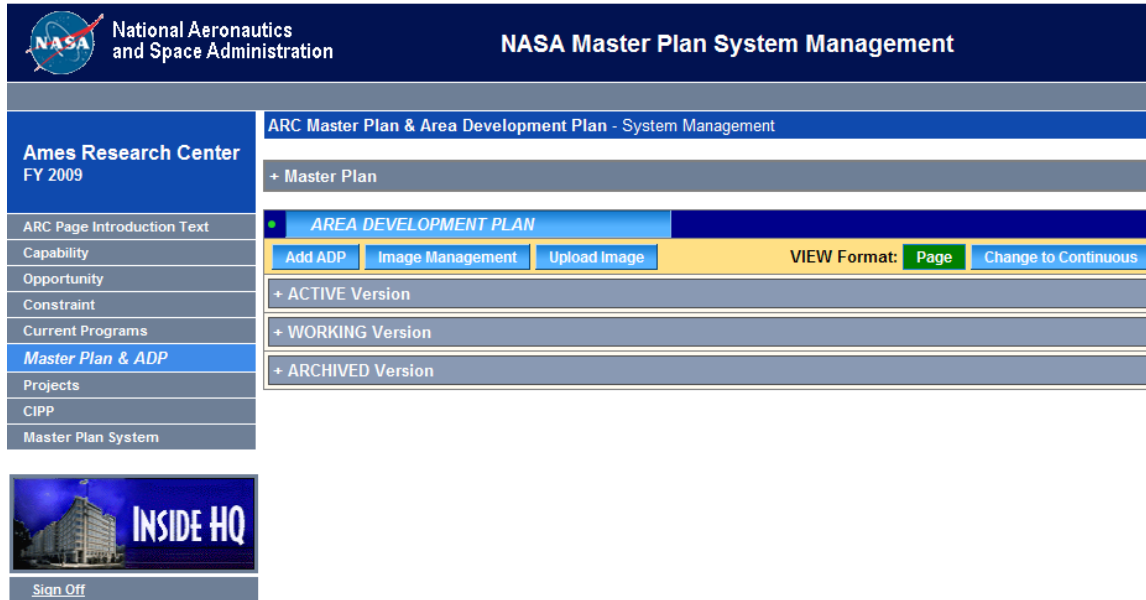 NASA
National Aeronautics
and Space Administration
NASA Master Plan System Management
Ames Research Center
FY 2009
ARC Page Introduction Text
Capability
Opportunity
Constraint
Current Programs
Master Plan & ADP
Projects
CIPP
Master Plan System
INSIDE HQ
Sign Off
ARC Master Plan & Area Development Plan - System Management
+ Master Plan
AREA DEVELOPMENT PLAN
Add ADP Image Management Upload Image VIEW Format: Page Change to Continuous
+ ACTIVE Version
+ WORKING Version
+ ARCHIVED Version